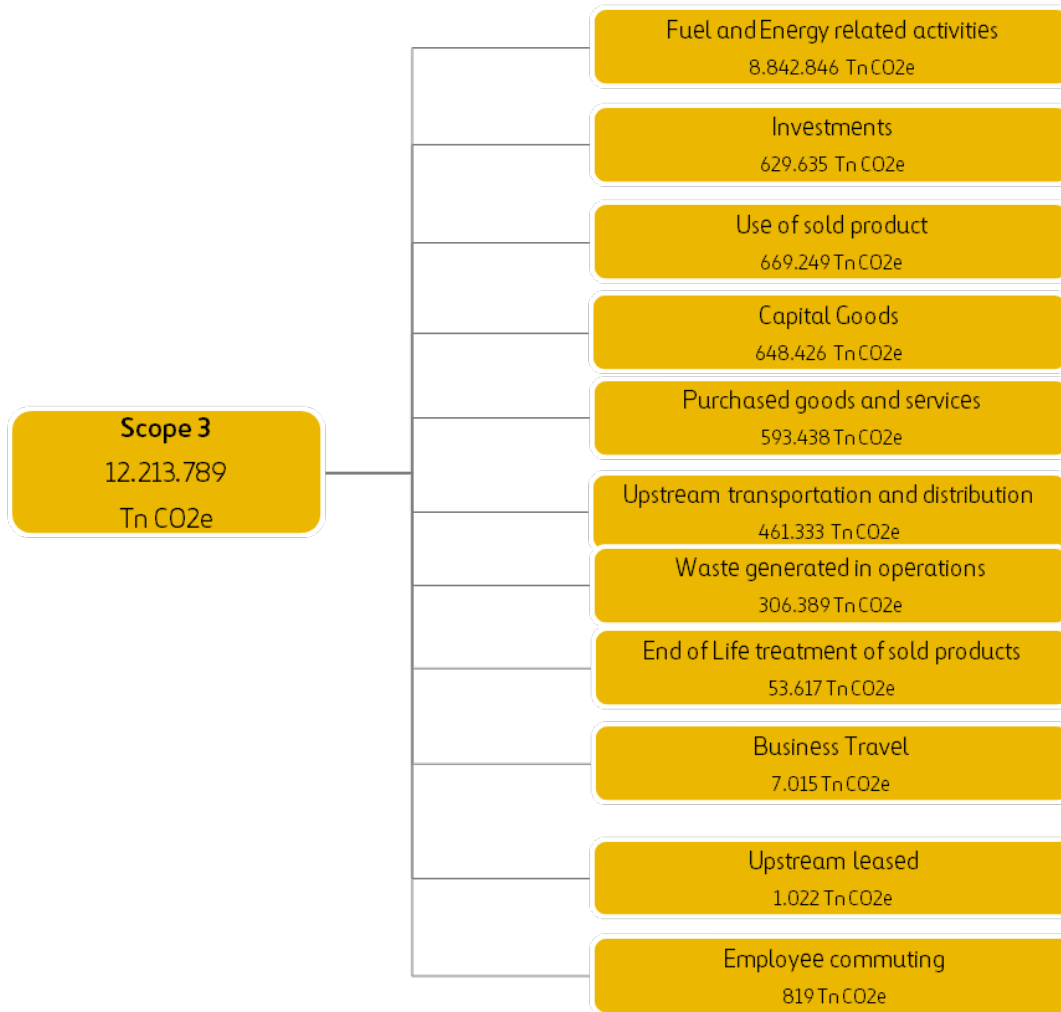 Fuel and Energy related activities
8.842.846 Tn CO2e
Investments
629.635 Tn CO2e
Use of sold product
669.249 Tn CO2e
Capital Goods
648.426 Tn CO2e
Scope 3
12.213.789
Tn CO2e
Purchased goods and services
593.438 Tn CO2e
Upstream transportation and distribution
461.333 Tn CO2e
Waste generated in operations
306.389 Tn CO2e
End of Life treatment of sold products
53.617 Tn CO2e
Business Travel
7.015 Tn CO2e
Upstream leased
1.022 Tn CO2e
Employee commuting
819 Tn CO2e